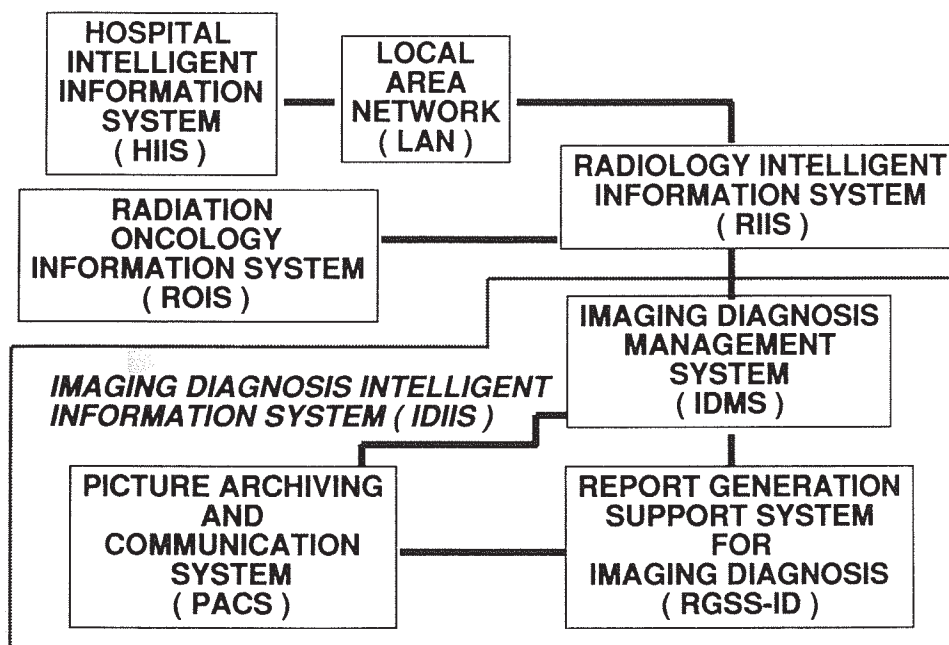 HOSPITAL
INTELLIGENT
INFORMATION
SYSTEM
( HIIS )
LOCAL
AREA
NETWORK
( LAN )
RADIOLOGY INTELLIGENT
INFORMATION SYSTEM
( RIIS )
RADIATION
ONCOLOGY
INFORMATION SYSTEM
( ROIS )
IMAGING DIAGNOSIS
MANAGEMENT
SYSTEM
( IDMS )
IMAGING DIAGNOSIS INTELLIGENT
INFORMATION SYSTEM ( IDIIS )
PICTURE ARCHIVING
AND
COMMUNICATION
SYSTEM
( PACS )
REPORT GENERATION
SUPPORT SYSTEM
FOR
IMAGING DIAGNOSIS
( RGSS-ID )